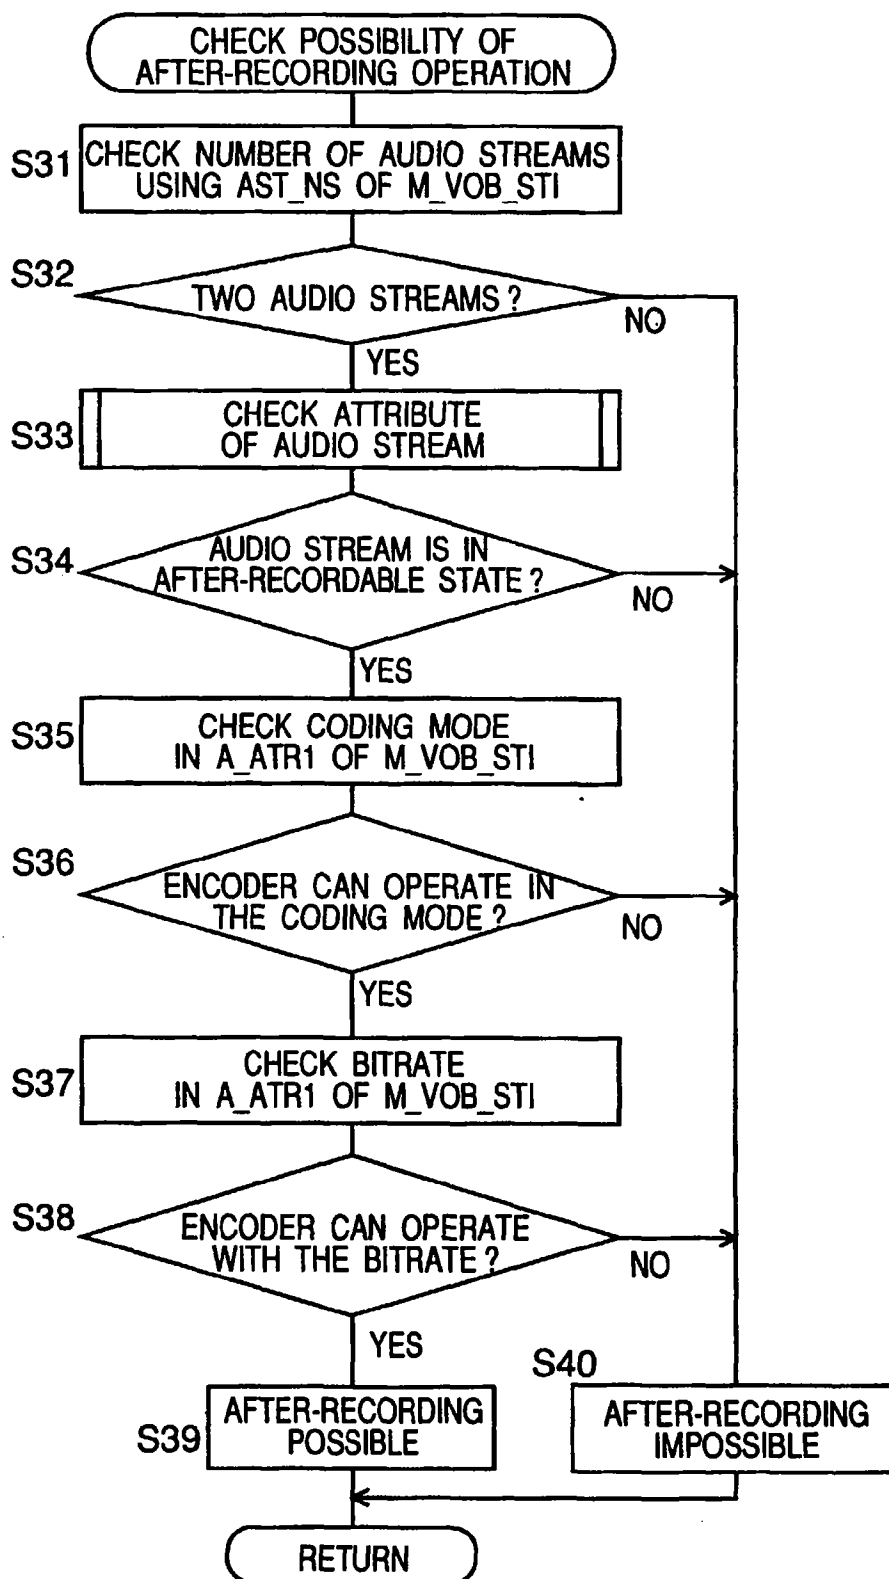 CHECK POSSIBILITY OF
AFTER-RECORDING OPERATION
S31
CHECK NUMBER OF AUDIO STREAMS
USING AST_NS OF M_VOB_STI
S32
TWO AUDIO STREAMS?
NO
YES
S33
CHECK ATTRIBUTE
OF AUDIO STREAM
S34
AUDIO STREAM IS IN
AFTER-RECORDABLE STATE?
NO
YES
S35
CHECK CODING MODE
IN A_ATR1 OF M_VOB_STI
S36
ENCODER CAN OPERATE IN
THE CODING MODE?
NO
YES
S37
CHECK BITRATE
IN A_ATR1 OF M_VOB_STI
S38
ENCODER CAN OPERATE
WITH THE BITRATE?
NO
YES
S39
AFTER-RECORDING
POSSIBLE
S40
AFTER-RECORDING
IMPOSSIBLE
RETURN